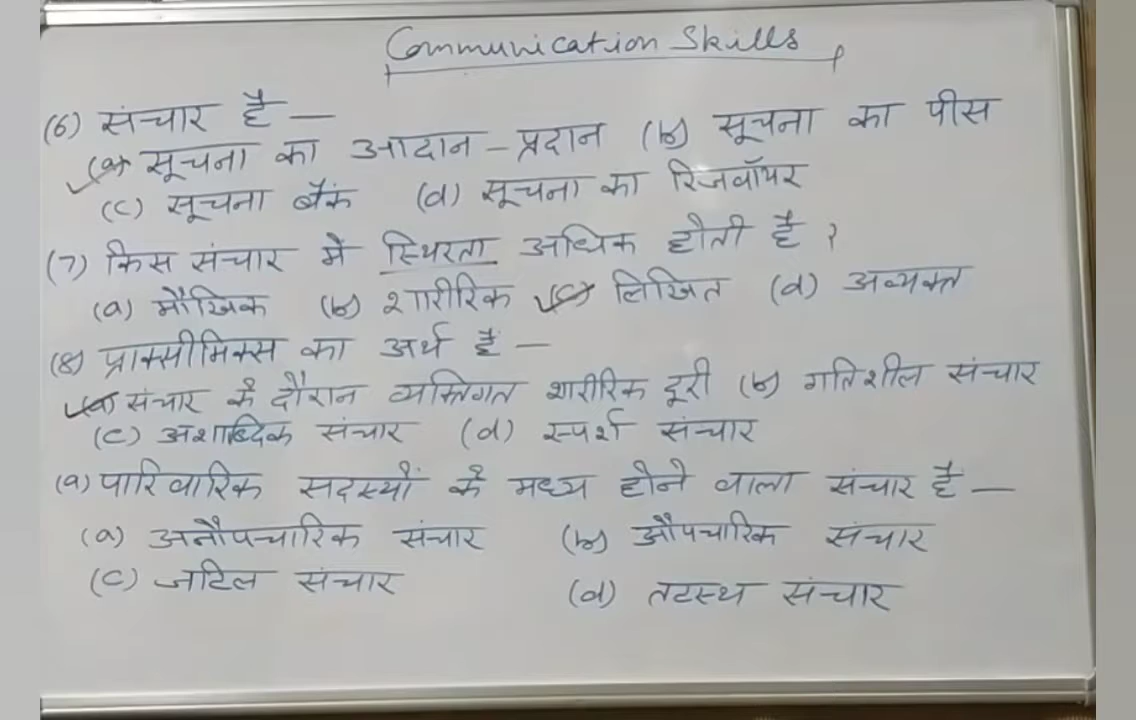 Communication Skills
(6) संचार है —
(a) सूचना का आदान - प्रदान (b) सूचना का पीस
(c) सूचना बैंक (d) सूचना का रिजर्वॉयर
(7) किस संचार में स्थिरता अधिक होती है ?
(a) मौखिक (b) शारीरिक (c) लिखित (d) अव्यक्त
(8) प्राक्सीमिक्स का अर्थ है —
(a) संचार के दौरान व्यक्तिगत शारीरिक दूरी (b) गतिशील संचार
(c) अशाब्दिक संचार (d) स्पर्श संचार
(9) पारिवारिक सदस्यों के मध्य होने वाला संचार है —
(a) अनौपचारिक संचार (b) औपचारिक संचार
(c) जटिल संचार (d) तटस्थ संचार